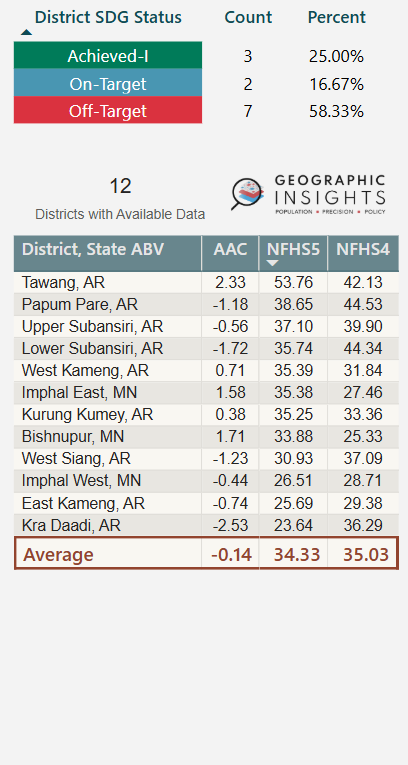 District SDG Status Count Percent
Achieved-I 3 25.00%
On-Target 2 16.67%
Off-Target 7 58.33%
12
Districts with Available Data
GEOGRAPHIC
INSIGHTS
POPULATION • PRECISION • POLICY
District, State ABV AAC NFHS5 NFHS4
Tawang, AR 2.33 53.76 42.13
Papum Pare, AR -1.18 38.65 44.53
Upper Subansiri, AR -0.56 37.10 39.90
Lower Subansiri, AR -1.72 35.74 44.34
West Kameng, AR 0.71 35.39 31.84
Imphal East, MN 1.58 35.38 27.46
Kurung Kumey, AR 0.38 35.25 33.36
Bishnupur, MN 1.71 33.88 25.33
West Siang, AR -1.23 30.93 37.09
Imphal West, MN -0.44 26.51 28.71
East Kameng, AR -0.74 25.69 29.38
Kra Daadi, AR -2.53 23.64 36.29
Average -0.14 34.33 35.03